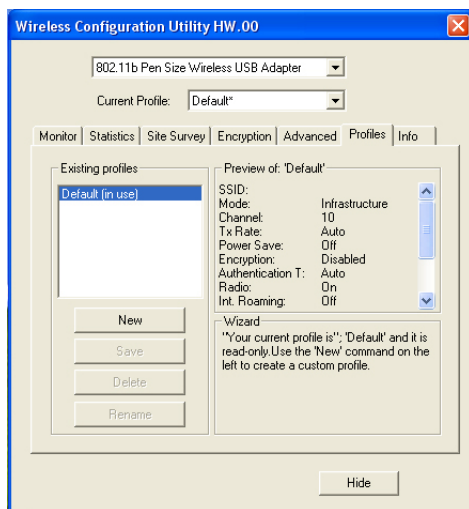 Wireless Configuration Utility HW.00
802.11b Pen Size Wireless USB Adapter
Current Profile: Default*
Monitor Statistics Site Survey Encryption Advanced Profiles Info
Existing profiles
Default (in use)
New
Save
Delete
Rename
Preview of: 'Default'
SSID:
Mode: Infrastructure
Channel: 10
Tx Rate: Auto
Power Save: Off
Encryption: Disabled
Authentication T: Auto
Radio: On
Int. Roaming: Off
Wizard
"Your current profile is"; 'Default' and it is
read-only.Use the 'New' command on the
left to create a custom profile.
Hide